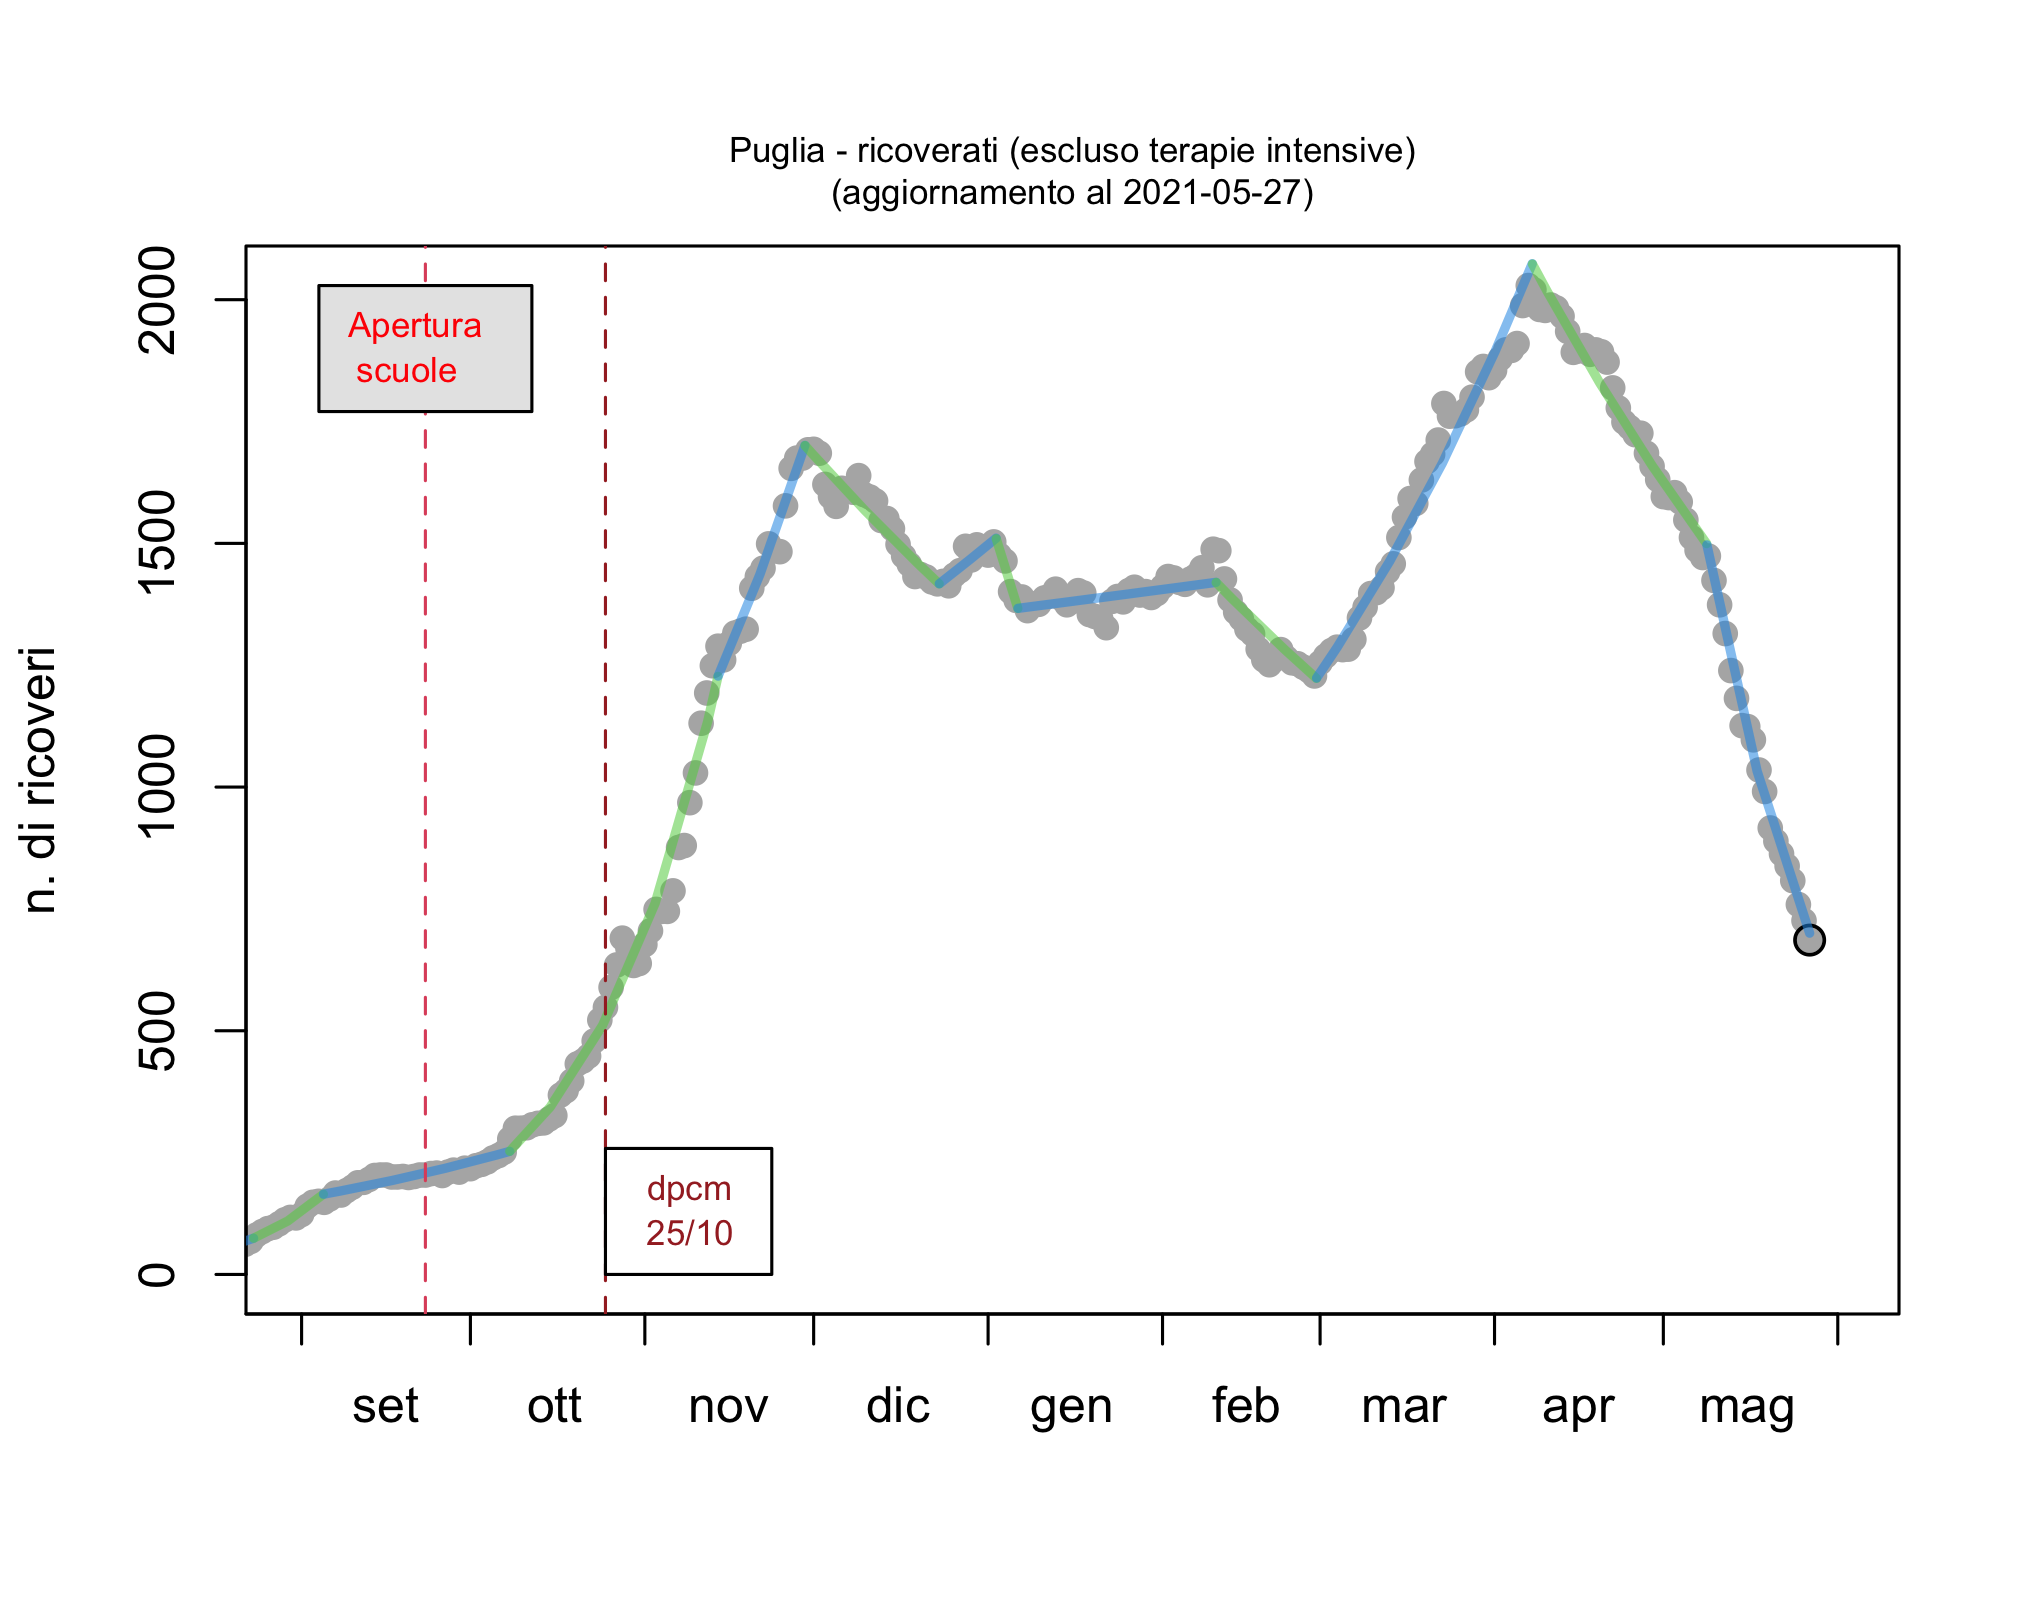 Puglia - ricoverati (escluso terapie intensive)
(aggiornamento al 2021-05-27)
n. di ricoveri
2000
1500
1000
500
0
Apertura
scuole
dpcm
25/10
set ott nov dic gen feb mar apr mag